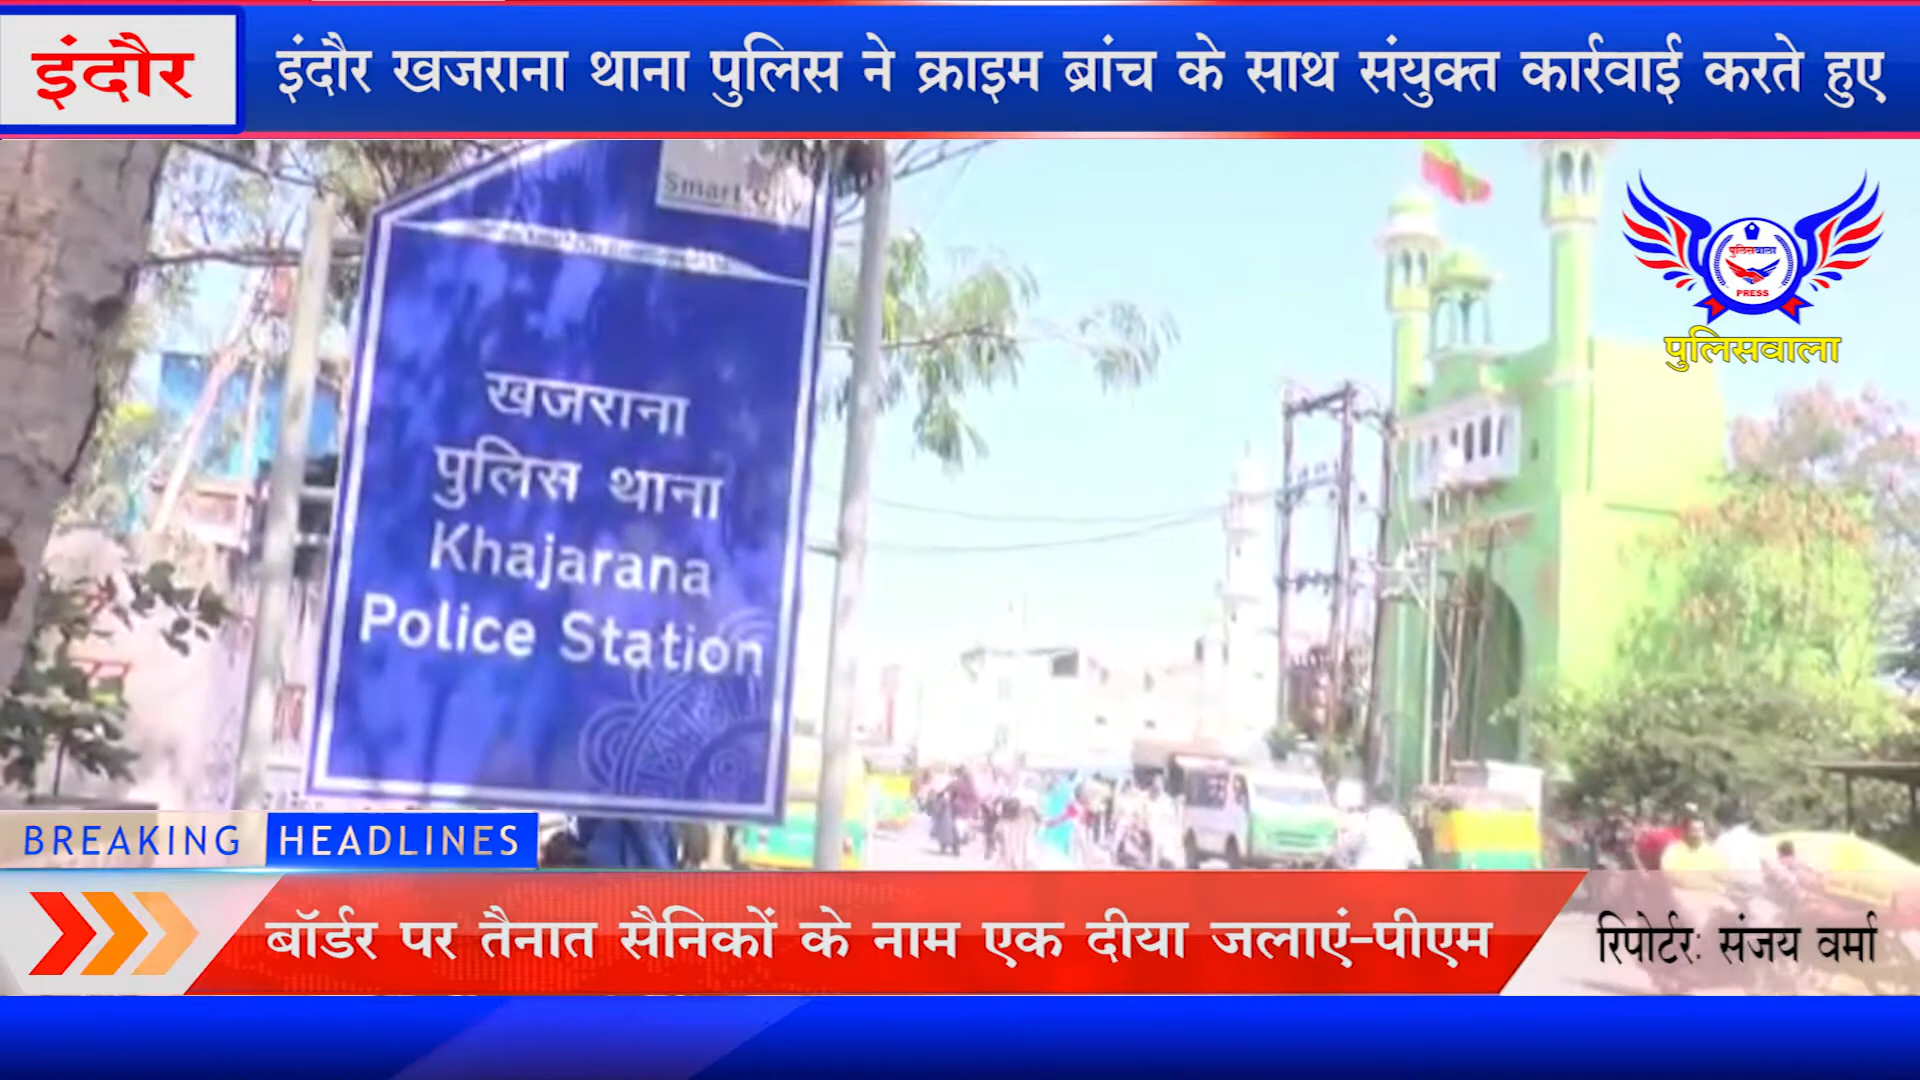 इंदौर
इंदौर खजराना थाना पुलिस ने क्राइम ब्रांच के साथ संयुक्त कार्रवाई करते हुए
Smart City
खजराना
पुलिस थाना
Khajarana
Police Station
पुलिसवाला
PRESS
पुलिसवाला
BREAKING HEADLINES
बॉर्डर पर तैनात सैनिकों के नाम एक दीया जलाएं-पीएम
रिपोर्टर: संजय वर्मा